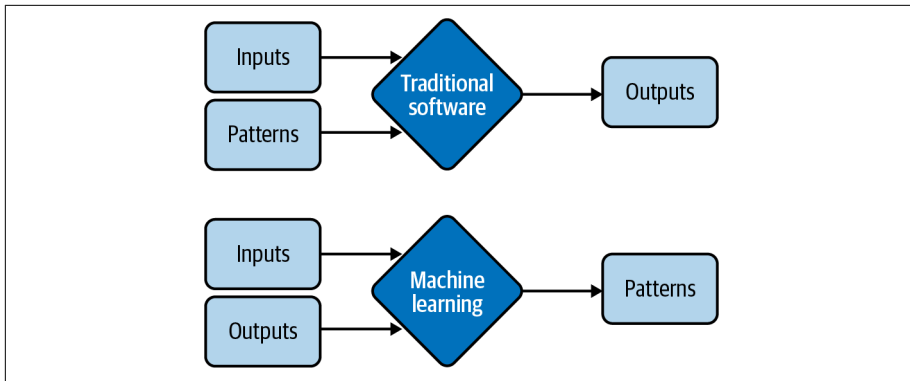 Inputs
Patterns
Traditional
software
Outputs
Inputs
Outputs
Machine
learning
Patterns